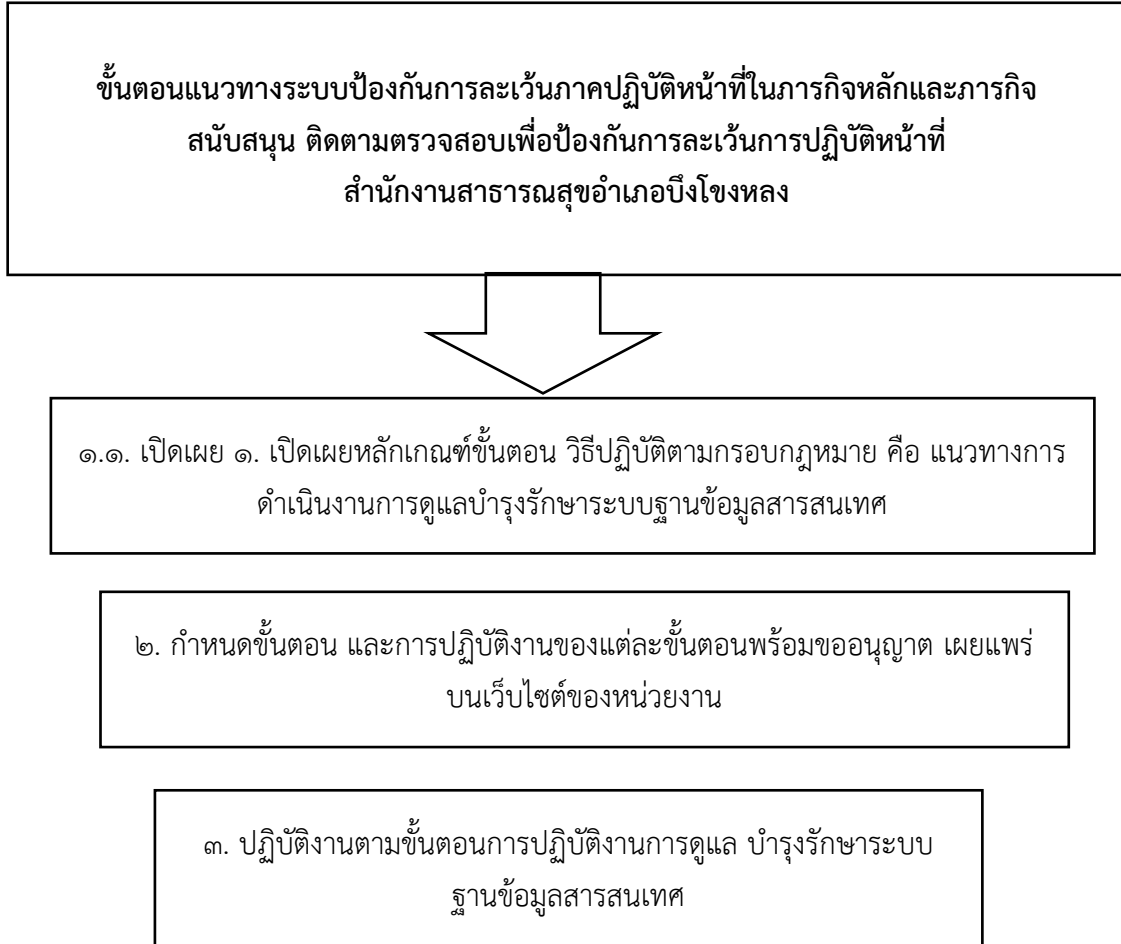 ขั้นตอนแนวทางระบบป้องกันการละเว้นภาคปฏิบัติหน้าที่ในภารกิจหลักและภารกิจ
สนับสนุน ติดตามตรวจสอบเพื่อป้องกันการละเว้นการปฏิบัติหน้าที่
สำนักงานสาธารณสุขอำเภอบึงโขงหลง
๑.๑. เปิดเผย ๑. เปิดเผยหลักเกณฑ์ขั้นตอน วิธีปฏิบัติตามกรอบกฎหมาย คือ แนวทางการ
ดำเนินงานการดูแลบำรุงรักษาระบบฐานข้อมูลสารสนเทศ
๒. กำหนดขั้นตอน และการปฏิบัติงานของแต่ละขั้นตอนพร้อมขออนุญาต เผยแพร่
บนเว็บไซต์ของหน่วยงาน
๓. ปฏิบัติงานตามขั้นตอนการปฏิบัติงานการดูแล บำรุงรักษาระบบ
ฐานข้อมูลสารสนเทศ